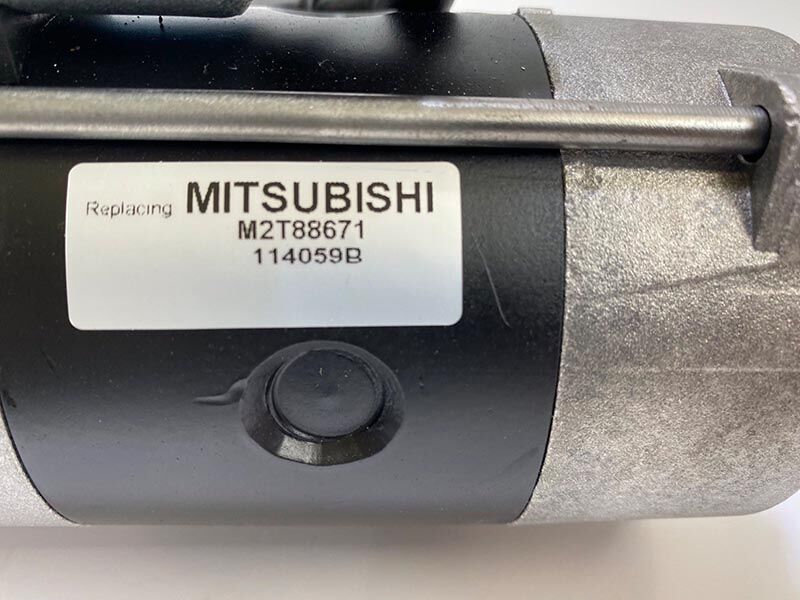 Replacing MITSUBISHI
M2T88671
114059B